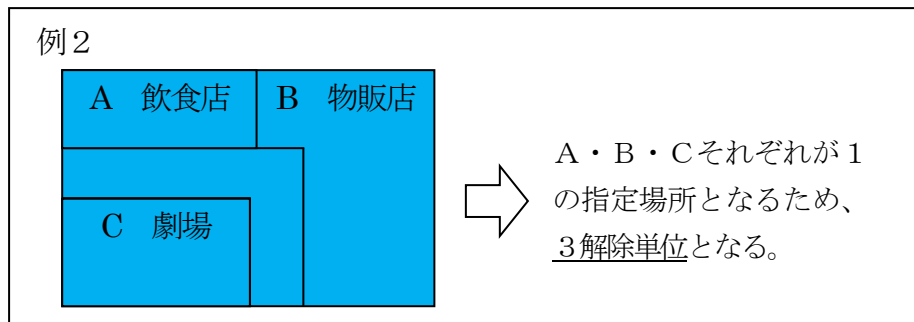 例２
A　飲食店
B　物販店
C　劇場
A・B・Cそれぞれが１
の指定場所となるため、
３解除単位となる。